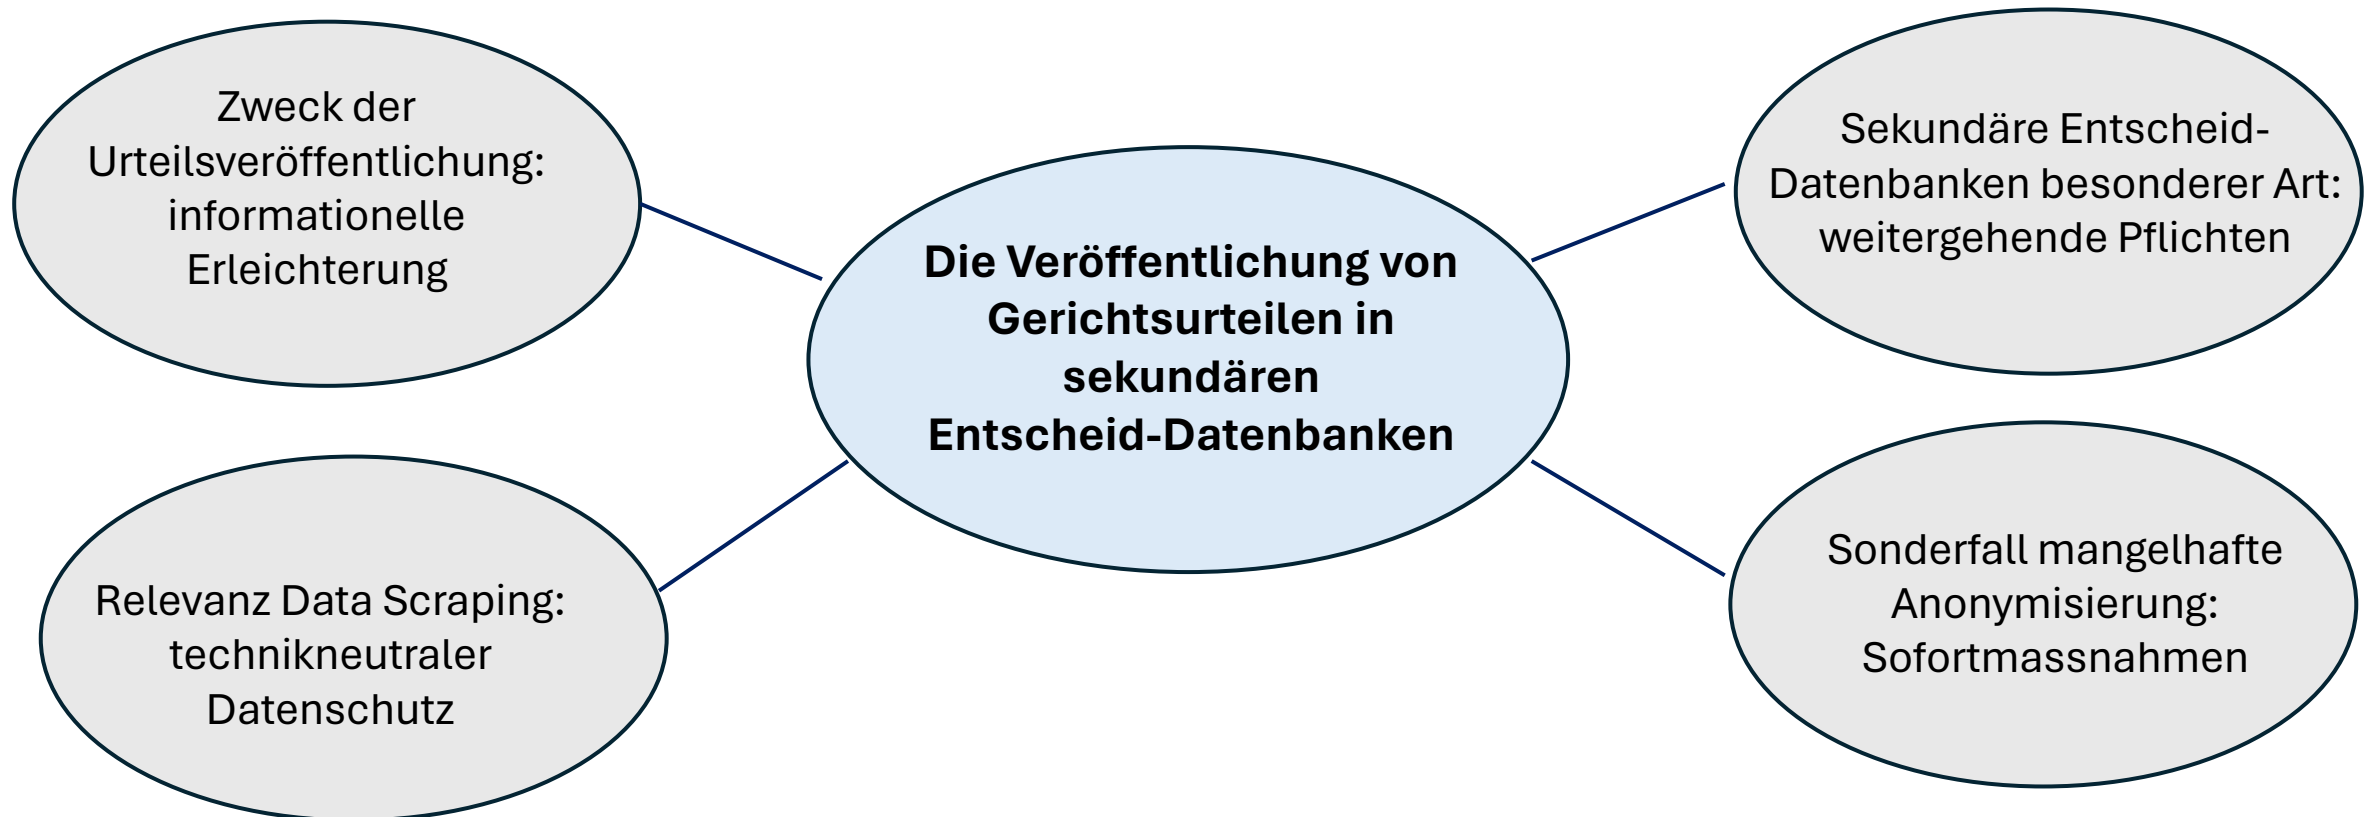 Zweck der
Urteilsveröffentlichung:
informationelle
Erleichterung
Relevanz Data Scraping:
technikneutraler
Datenschutz
Die Veröffentlichung von
Gerichtsurteilen in
sekundären
Entscheid-Datenbanken
Sekundäre Entscheid-
Datenbanken besonderer Art:
weitergehende Pflichten
Sonderfall mangelhafte
Anonymisierung:
Sofortmassnahmen